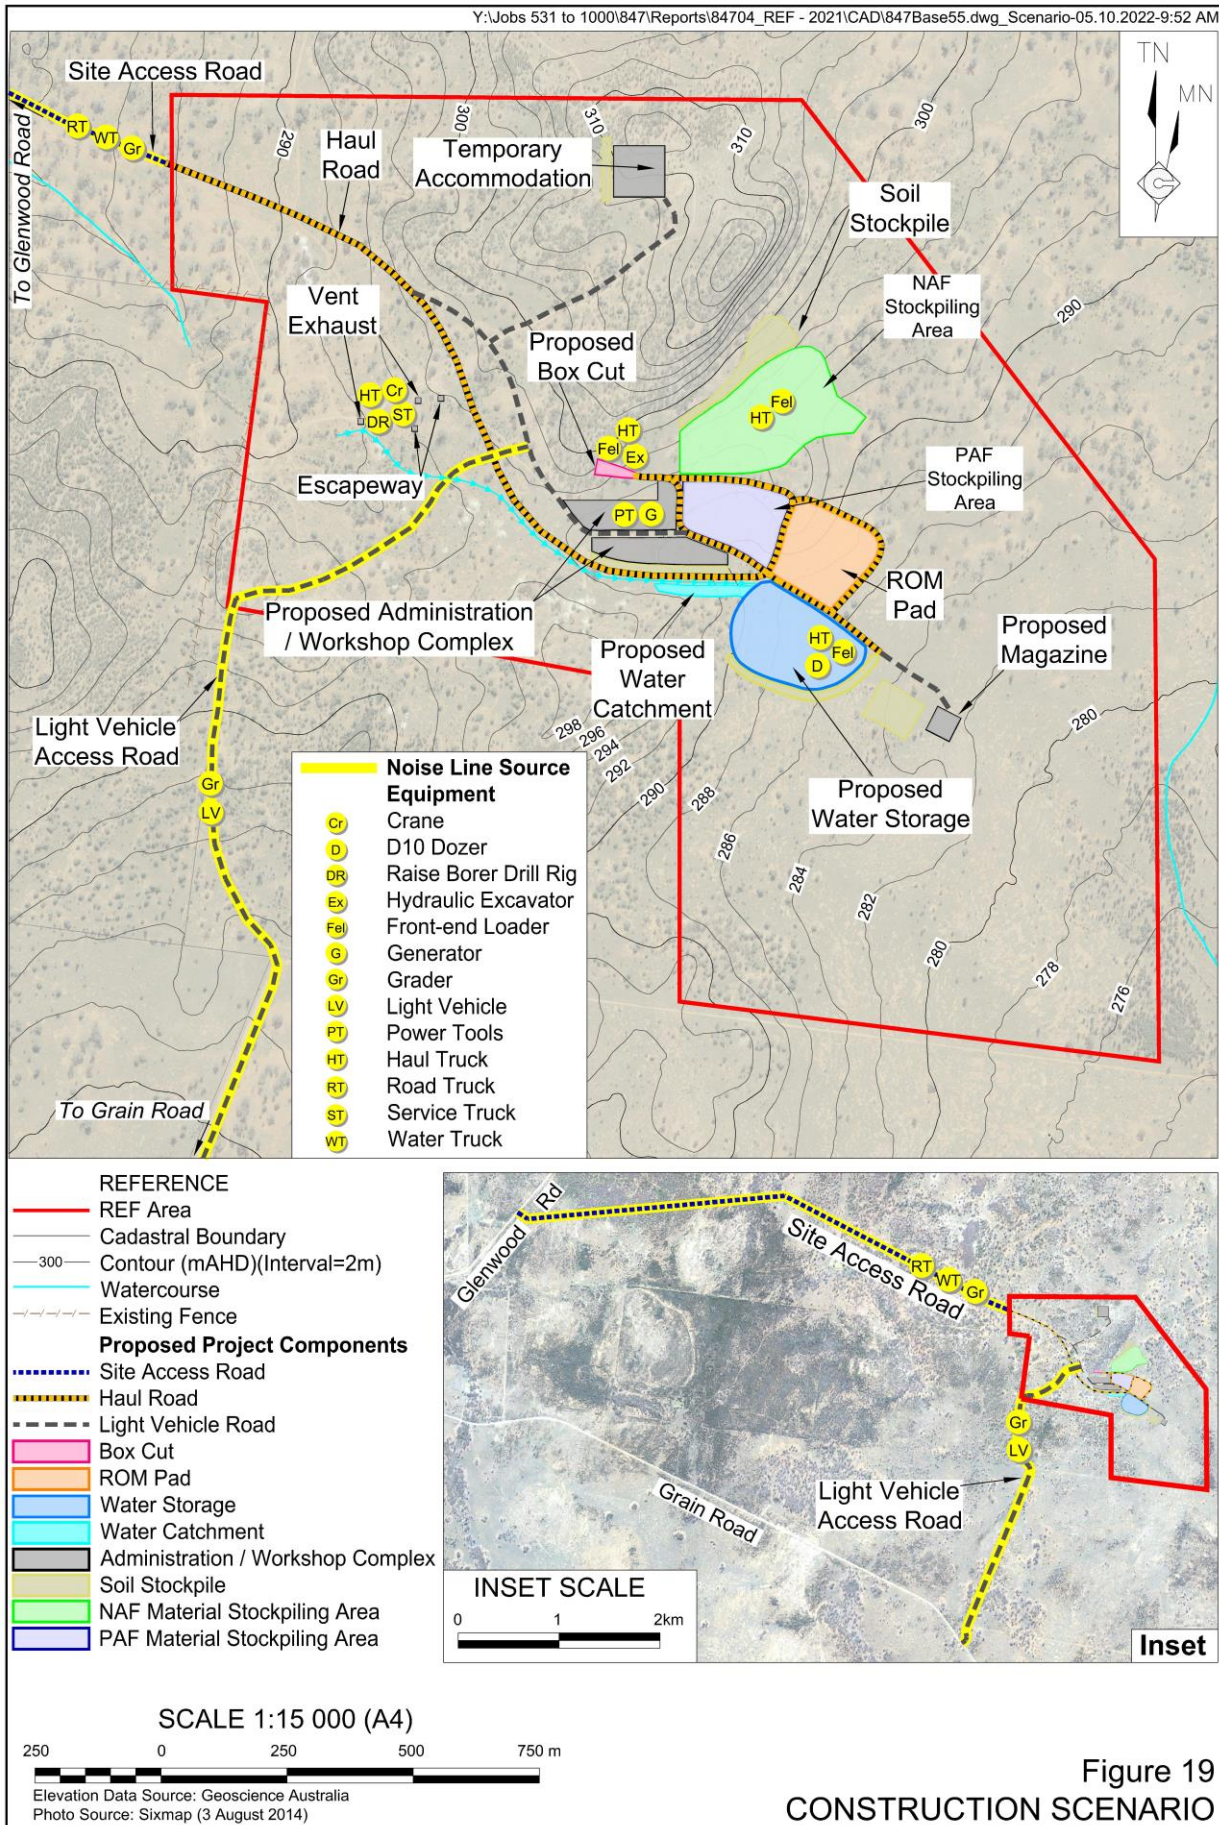 Y:\Jobs 531 to 1000\847\Reports\84704_REF - 2021\CAD\847Base55.dwg_Scenario-05.10.2022-9:52 AM
TN
MN
Site Access Road
To Glenwood Road
RT
WT
Gr
290
Haul
Road
300
310
310
300
Temporary
Accommodation
Soil
Stockpile
NAF
Stockpiling
Area
290
Vent
Exhaust
Proposed
Box Cut
HT
Cr
DR
ST
Fel
HT
Fel
HT
Ex
Escapeway
PAF
Stockpiling
Area
PT
G
ROM
Pad
Proposed Administration
/ Workshop Complex
Proposed
Water
Catchment
HT
Fel
D
Proposed
Magazine
Light Vehicle
Access Road
298
296
294
292
290
288
286
284
282
280
280
278
276
Proposed
Water Storage
Gr
LV
To Grain Road
Noise Line Source
Equipment
Cr Crane
D D10 Dozer
DR Raise Borer Drill Rig
Ex Hydraulic Excavator
Fel Front-end Loader
G Generator
Gr Grader
LV Light Vehicle
PT Power Tools
HT Haul Truck
RT Road Truck
ST Service Truck
WT Water Truck
REFERENCE
REF Area
Cadastral Boundary
300 Contour (mAHD)(Interval=2m)
Watercourse
Existing Fence
Proposed Project Components
Site Access Road
Haul Road
Light Vehicle Road
Box Cut
ROM Pad
Water Storage
Water Catchment
Administration / Workshop Complex
Soil Stockpile
NAF Material Stockpiling Area
PAF Material Stockpiling Area
Glenwood Rd
Site Access Road
RT
WT
Gr
Gr
LV
Light Vehicle
Access Road
Grain Road
INSET SCALE
0 1 2km
Inset
SCALE 1:15 000 (A4)
250 0 250 500 750 m
Elevation Data Source: Geoscience Australia
Photo Source: Sixmap (3 August 2014)
Figure 19
CONSTRUCTION SCENARIO